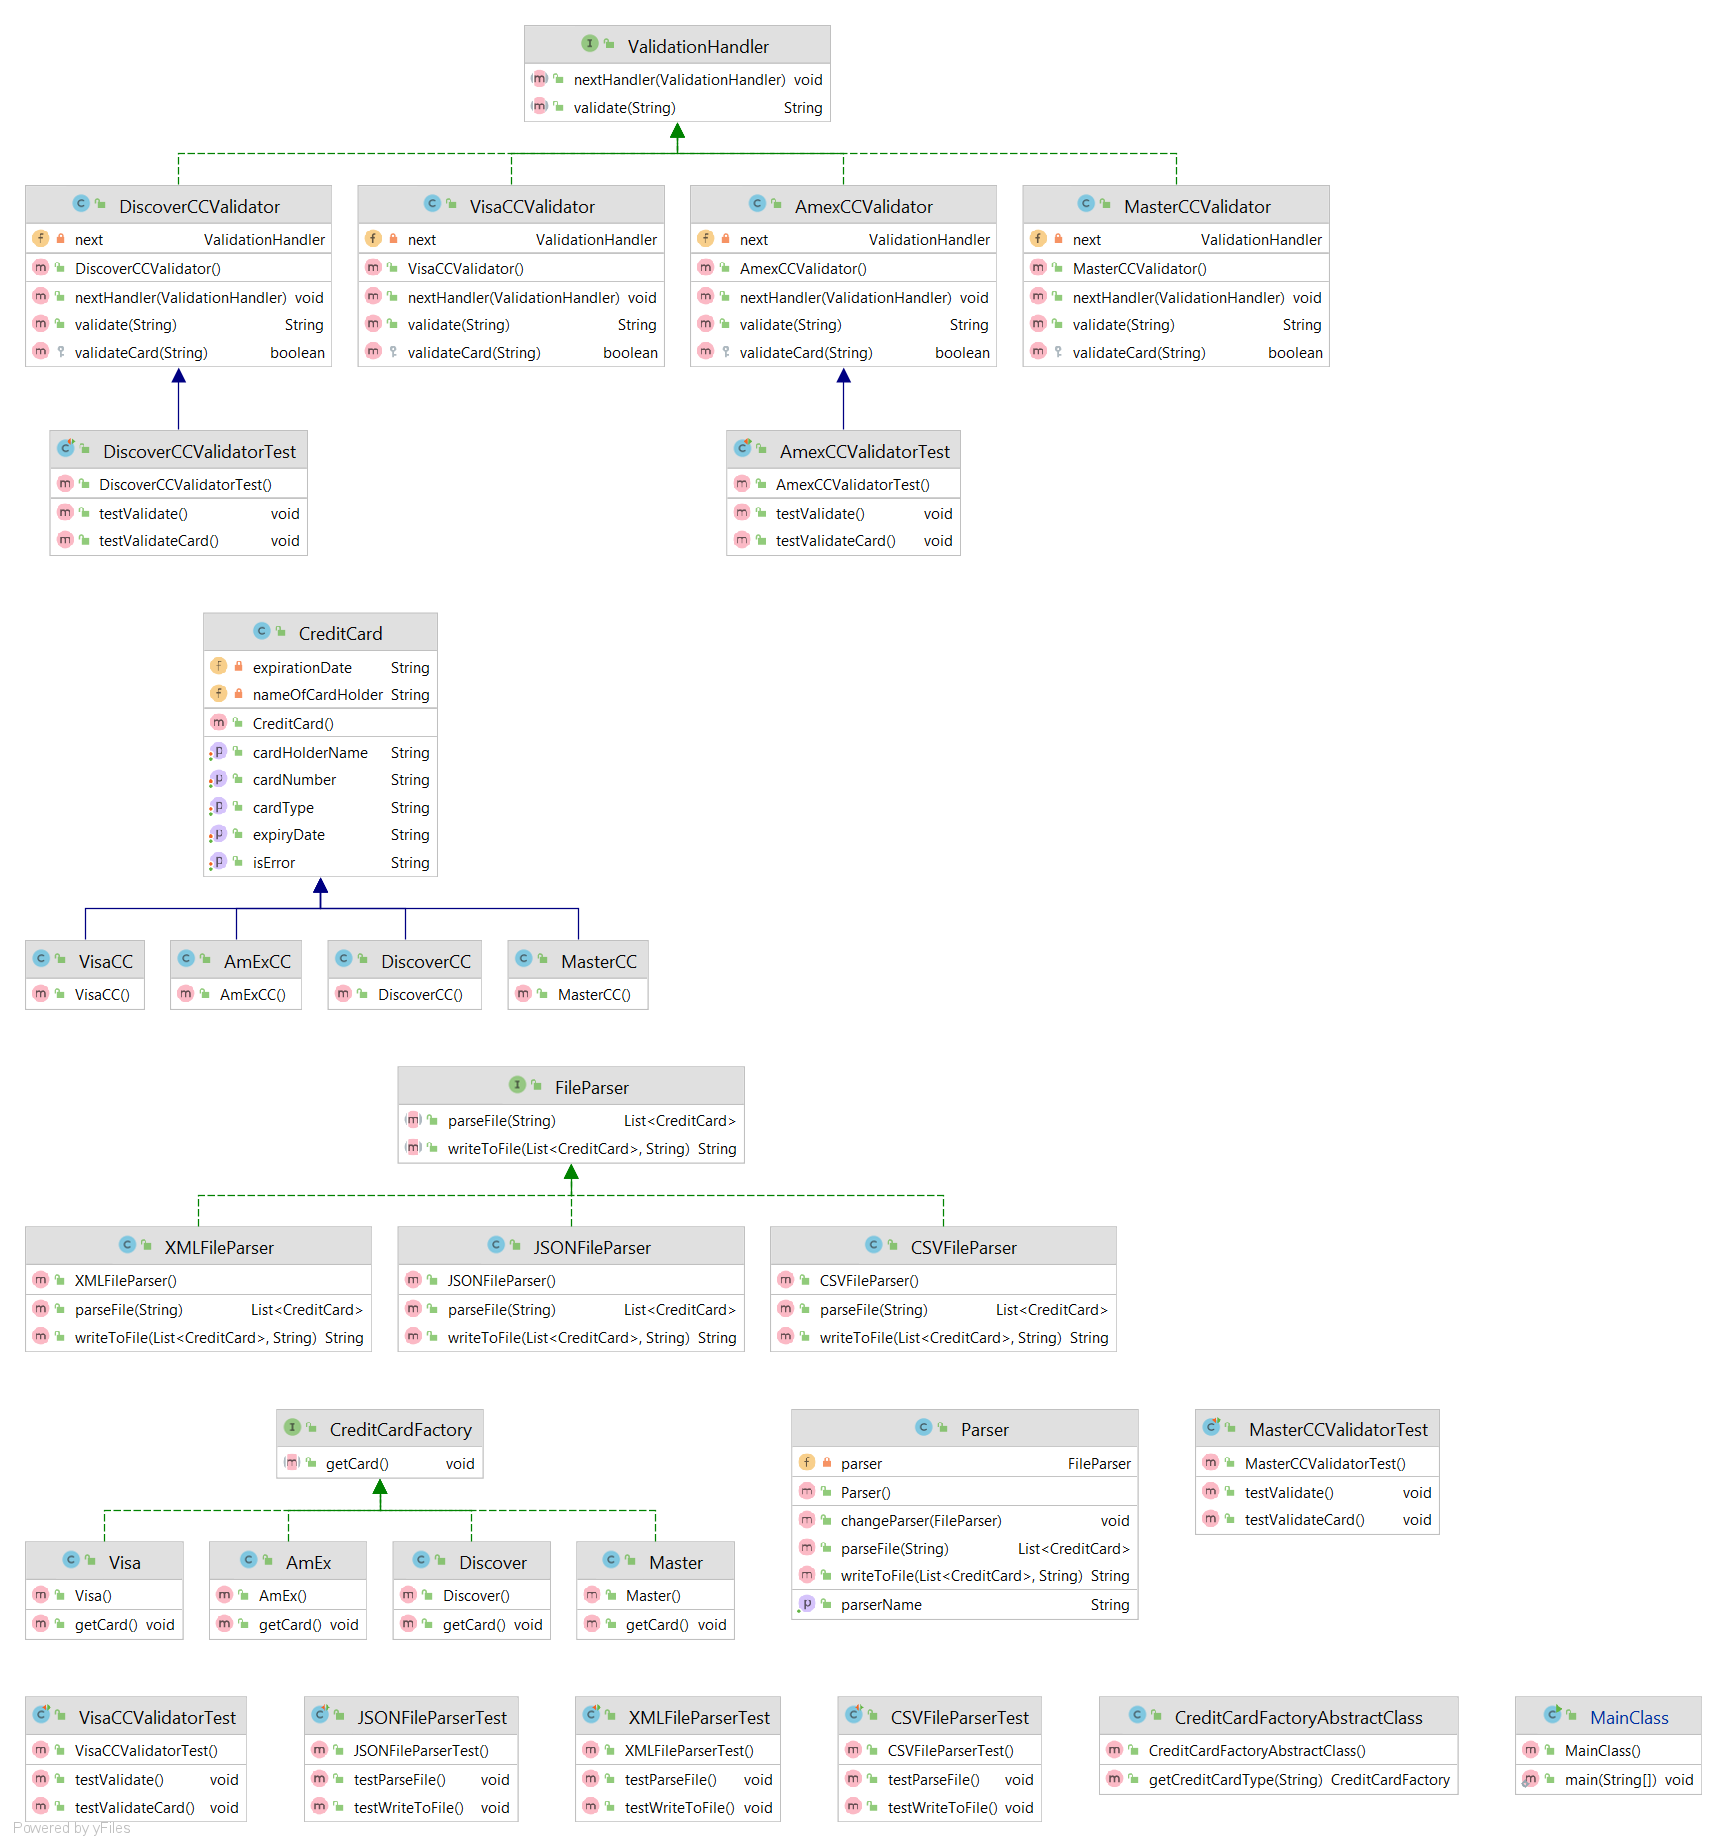 ValidationHandler
nextHandler(ValidationHandler) void
validate(String) String
DiscoverCCValidator
next ValidationHandler
DiscoverCCValidator()
nextHandler(ValidationHandler) void
validate(String) String
validateCard(String) boolean
VisaCCValidator
next ValidationHandler
VisaCCValidator()
nextHandler(ValidationHandler) void
validate(String) String
validateCard(String) boolean
AmexCCValidator
next ValidationHandler
AmexCCValidator()
nextHandler(ValidationHandler) void
validate(String) String
validateCard(String) boolean
MasterCCValidator
next ValidationHandler
MasterCCValidator()
nextHandler(ValidationHandler) void
validate(String) String
validateCard(String) boolean
DiscoverCCValidatorTest
DiscoverCCValidatorTest()
testValidate() void
testValidateCard() void
AmexCCValidatorTest
AmexCCValidatorTest()
testValidate() void
testValidateCard() void
CreditCard
expirationDate String
nameOfCardHolder String
CreditCard()
cardHolderName String
cardNumber String
cardType String
expiryDate String
isError String
VisaCC
VisaCC()
AmExCC
AmExCC()
DiscoverCC
DiscoverCC()
MasterCC
MasterCC()
FileParser
parseFile(String) List<CreditCard>
writeToFile(List<CreditCard>, String) String
XMLFileParser
XMLFileParser()
parseFile(String) List<CreditCard>
writeToFile(List<CreditCard>, String) String
JSONFileParser
JSONFileParser()
parseFile(String) List<CreditCard>
writeToFile(List<CreditCard>, String) String
CSVFileParser
CSVFileParser()
parseFile(String) List<CreditCard>
writeToFile(List<CreditCard>, String) String
CreditCardFactory
getCard() void
Visa
Visa()
getCard() void
AmEx
AmEx()
getCard() void
Discover
Discover()
getCard() void
Master
Master()
getCard() void
Parser
parser FileParser
Parser()
changeParser(FileParser) void
parseFile(String) List<CreditCard>
writeToFile(List<CreditCard>, String) String
parserName String
MasterCCValidatorTest
MasterCCValidatorTest()
testValidate() void
testValidateCard() void
VisaCCValidatorTest
VisaCCValidatorTest()
testValidate() void
testValidateCard() void
JSONFileParserTest
JSONFileParserTest()
testParseFile() void
testWriteToFile() void
XMLFileParserTest
XMLFileParserTest()
testParseFile() void
testWriteToFile() void
CSVFileParserTest
CSVFileParserTest()
testParseFile() void
testWriteToFile() void
CreditCardFactoryAbstractClass
CreditCardFactoryAbstractClass()
getCreditCardType(String) CreditCardFactory
MainClass
MainClass()
main(String[]) void
Powered by yFiles